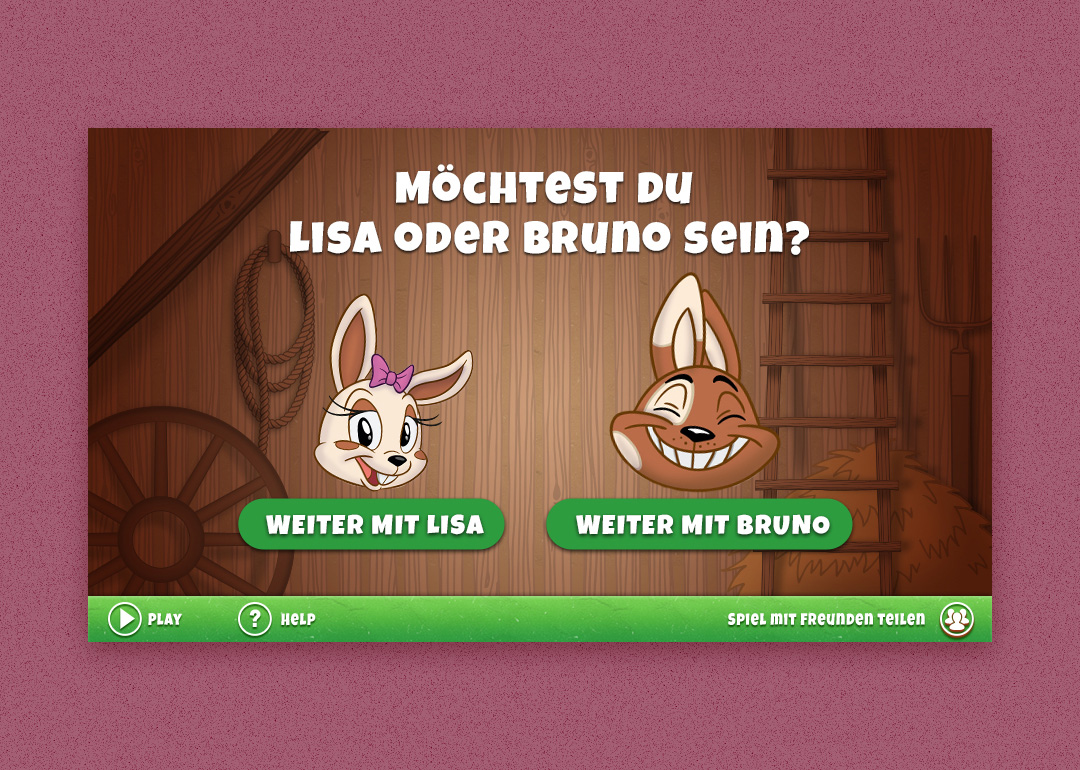 Möchtest du
Lisa oder Bruno sein?
WEITER MIT LISA
WEITER MIT BRUNO
PLAY
? HELP
SPIEL MIT FREUNDEN TEILEN